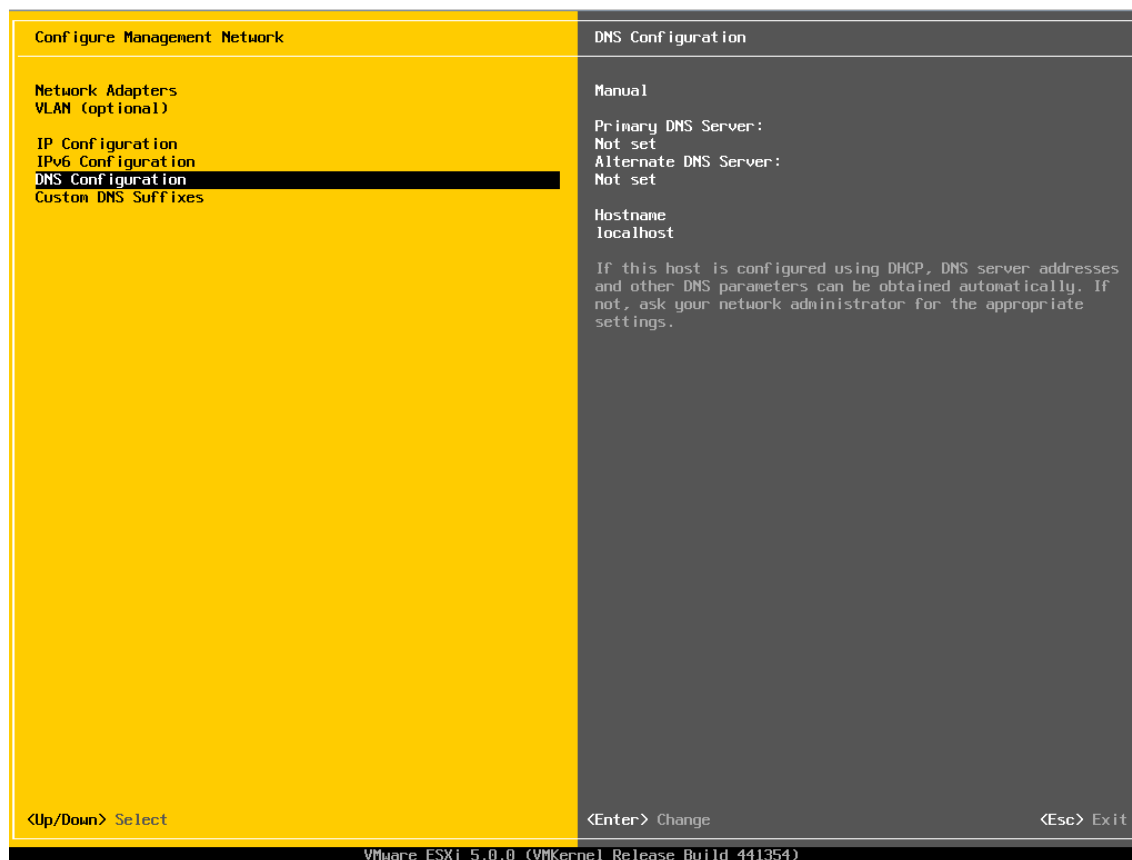 Configure Management Network
Network Adapters
VLAN (optional)
IP Configuration
IPv6 Configuration
DNS Configuration
Custom DNS Suffixes
<Up/Down> Select
DNS Configuration
Manual
Primary DNS Server:
Not set
Alternate DNS Server:
Not set
Hostname
localhost
If this host is configured using DHCP, DNS server addresses
and other DNS parameters can be obtained automatically. If
not, ask your network administrator for the appropriate
settings.
<Enter> Change
<Esc> Exit
VMware ESXi 5.0.0 (VMKernel Release Build 441354)